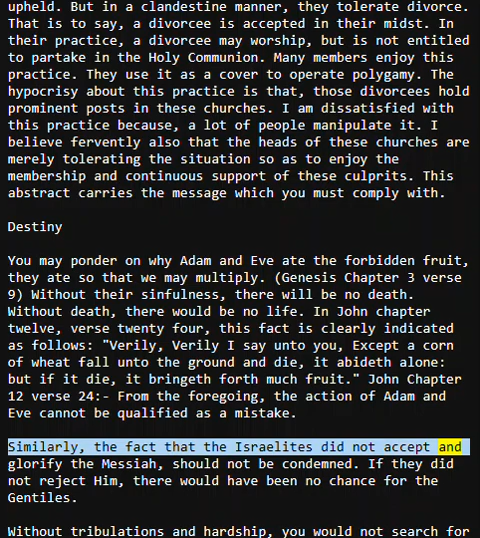 upheld. But in a clandestine manner, they tolerate divorce.
That is to say, a divorcee is accepted in their midst. In
their practice, a divorcee may worship, but is not entitled
to partake in the Holy Communion. Many members enjoy this
practice. They use it as a cover to operate polygamy. The
hypocrisy about this practice is that, those divorcees hold
prominent posts in these churches. I am dissatisfied with
this practice because, a lot of people manipulate it. I
believe fervently also that the heads of these churches are
merely tolerating the situation so as to enjoy the
membership and continuous support of these culprits. This
abstract carries the message which you must comply with.

Destiny

You may ponder on why Adam and Eve ate the forbidden fruit,
they ate so that we may multiply. (Genesis Chapter 3 verse
9) Without their sinfulness, there will be no death.
Without death, there would be no life. In John chapter
twelve, verse twenty four, this fact is clearly indicated
as follows: "Verily, Verily I say unto you, Except a corn
of wheat fall unto the ground and die, it abideth alone:
but if it die, it bringeth forth much fruit." John Chapter
12 verse 24:- From the foregoing, the action of Adam and
Eve cannot be qualified as a mistake.

Similarly, the fact that the Israelites did not accept and
glorify the Messiah, should not be condemned. If they did
not reject Him, there would have been no chance for the
Gentiles.

Without tribulations and hardship, you would not search for